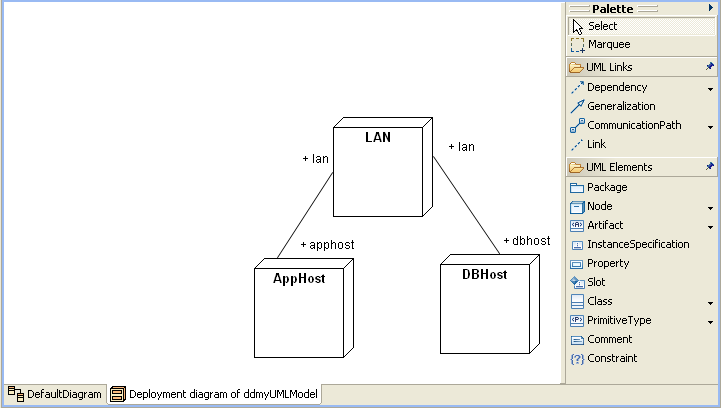 LAN
+ lan
+ lan
+ apphost
+ dbhost
AppHost
DBHost
Palette
Select
Marquee
UML Links
Dependency
Generalization
CommunicationPath
Link
UML Elements
Package
Node
Artifact
InstanceSpecification
Property
Slot
Class
PrimitiveType
Comment
Constraint
DefaultDiagram
Deployment diagram of ddmyUMLModel